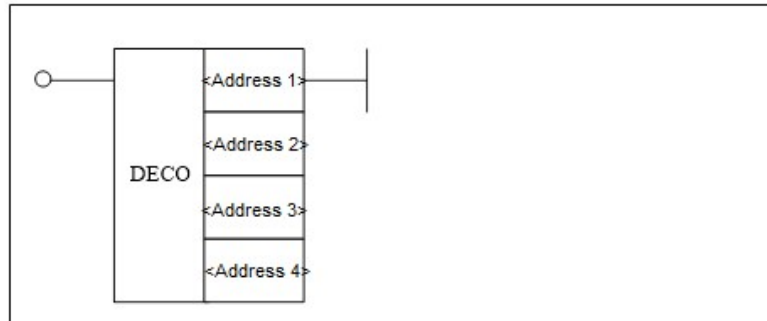 <Address 1>
<Address 2>
DECO
<Address 3>
<Address 4>